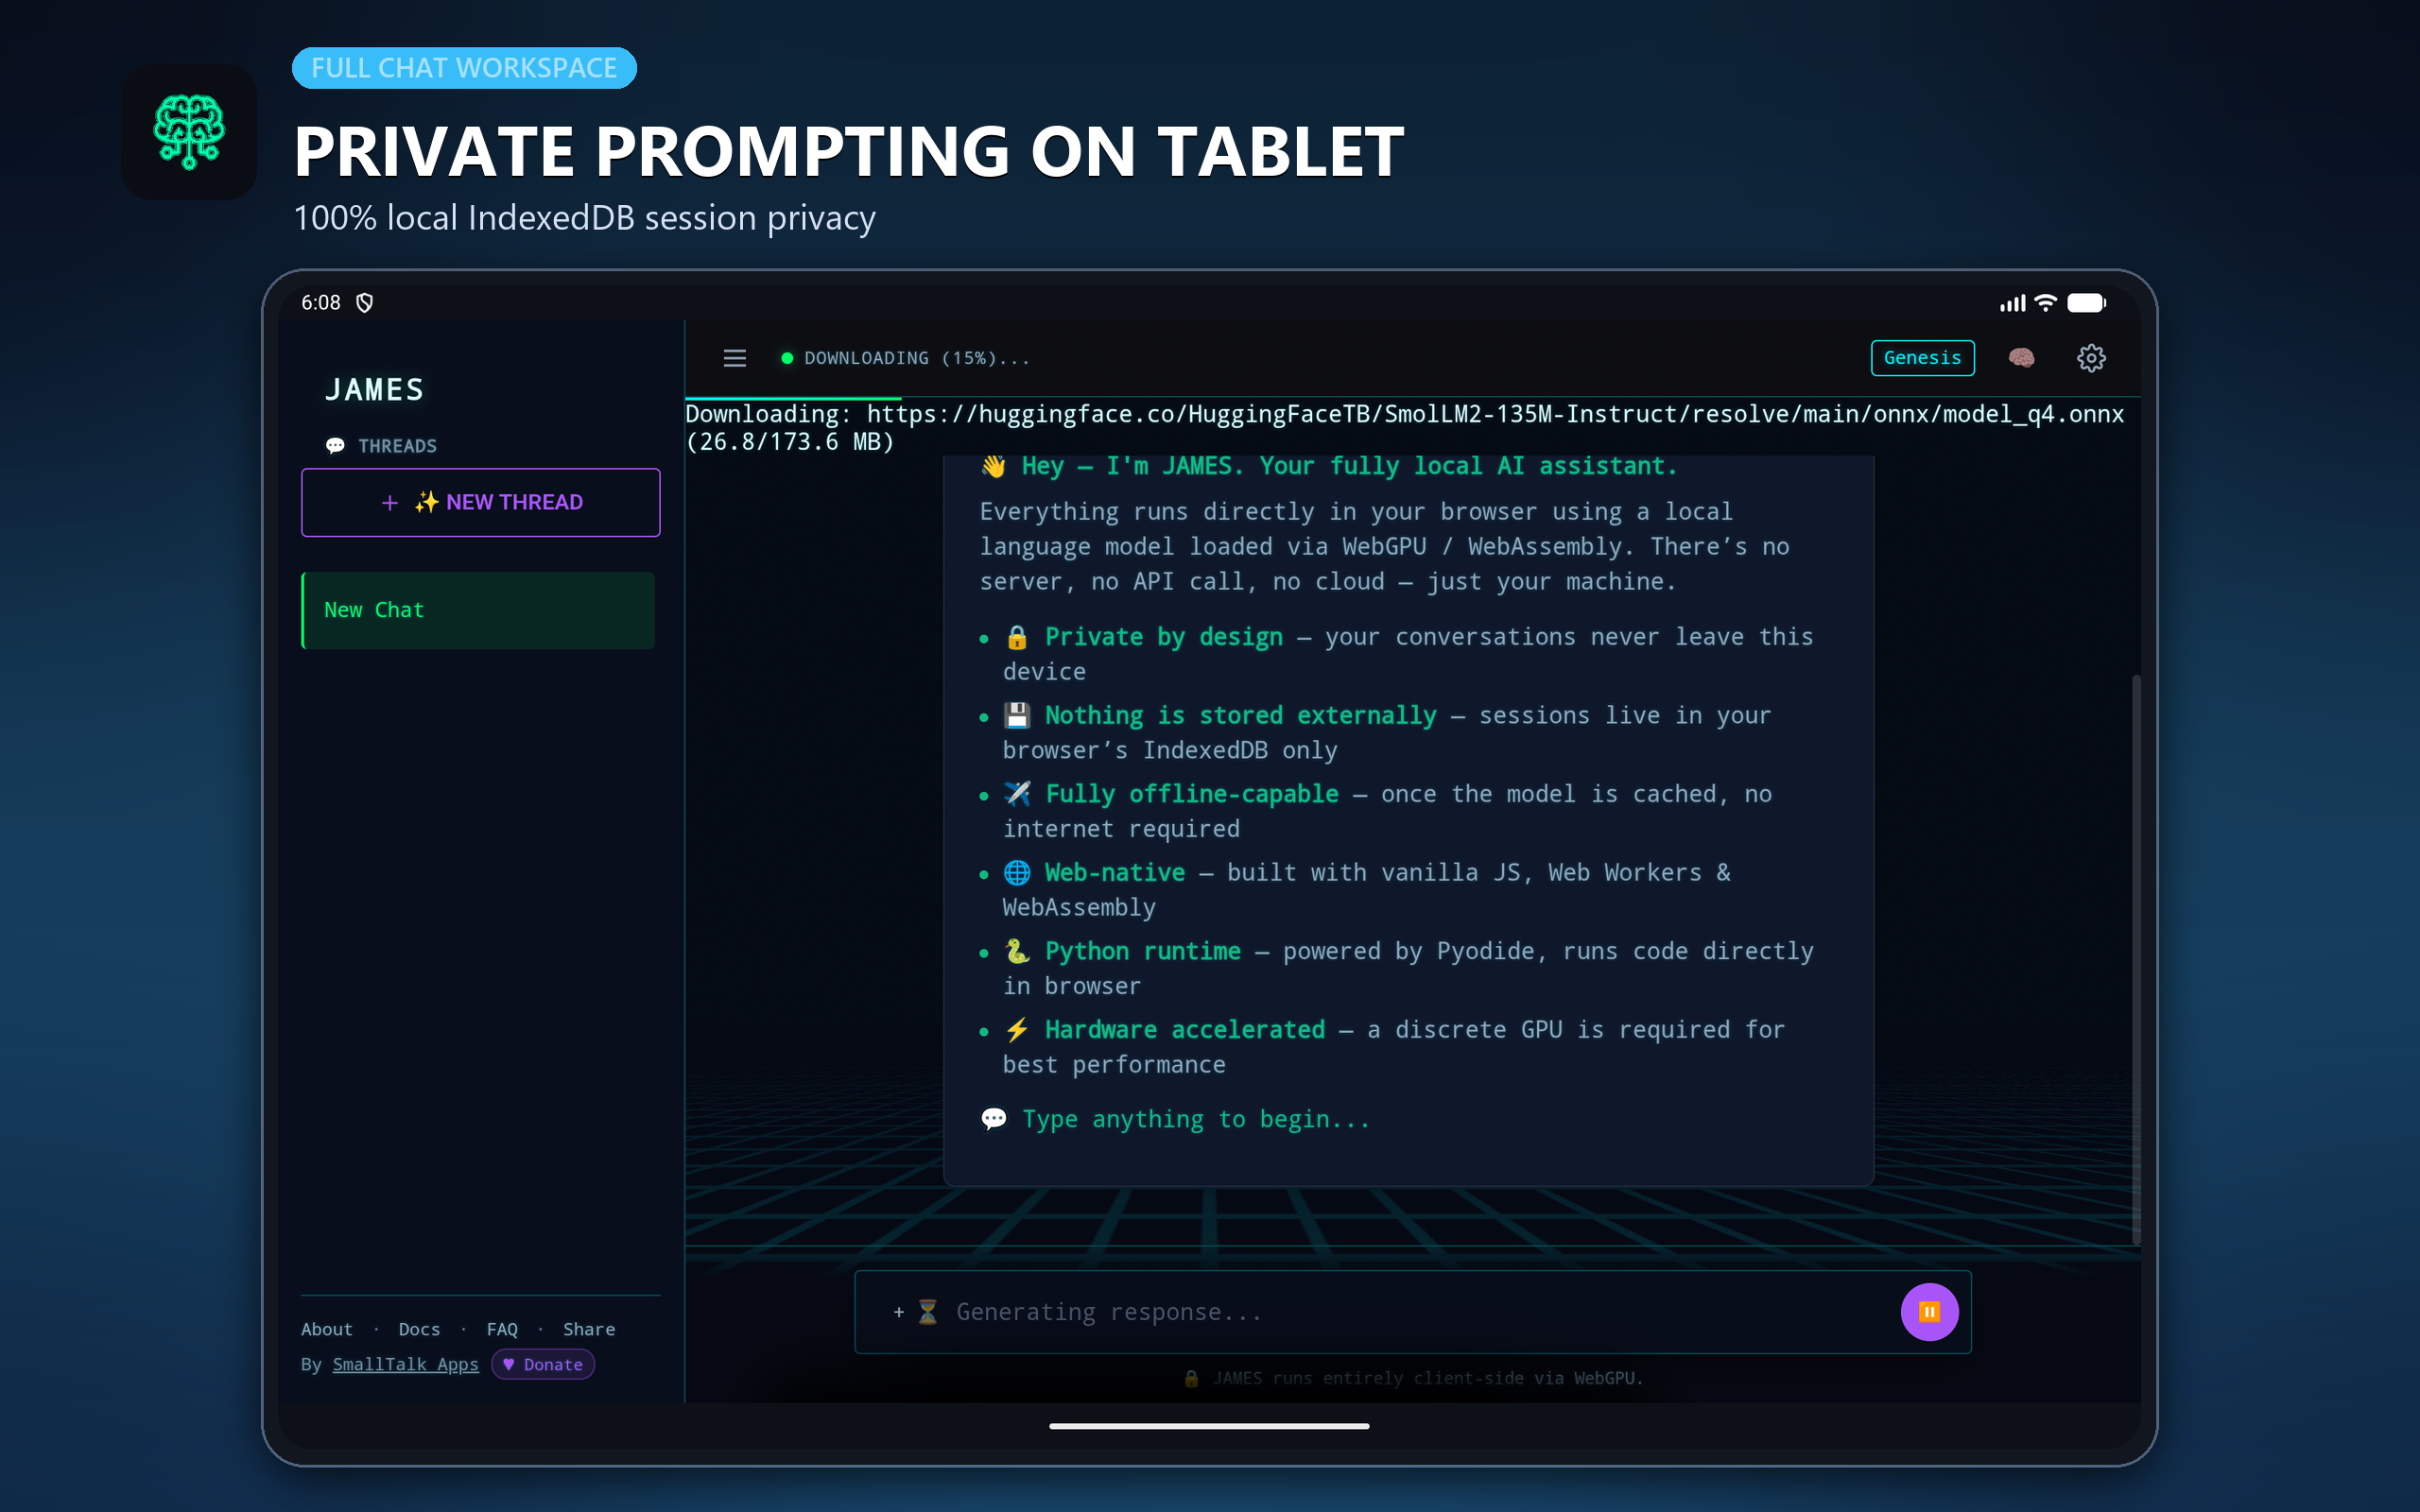 FULL CHAT WORKSPACE
PRIVATE PROMPTING ON TABLET
100% local IndexedDB session privacy
6:08
JAMES
💬 THREADS
+ ✨ NEW THREAD
New Chat
About · Docs · FAQ · Share
By SmallTalk Apps ♥ Donate
DOWNLOADING (15%)...
Genesis
Downloading: https://huggingface.co/HuggingFaceTB/SmolLM2-135M-Instruct/resolve/main/onnx/model_q4.onnx
(26.8/173.6 MB)
👋 Hey — I'm JAMES. Your fully local AI assistant.
Everything runs directly in your browser using a local
language model loaded via WebGPU / WebAssembly. There’s no
server, no API call, no cloud — just your machine.
• 🔒 Private by design — your conversations never leave this
device
• 💾 Nothing is stored externally — sessions live in your
browser’s IndexedDB only
• ✈️ Fully offline-capable — once the model is cached, no
internet required
• 🌐 Web-native — built with vanilla JS, Web Workers &
WebAssembly
• 🐍 Python runtime — powered by Pyodide, runs code directly
in browser
• ⚡ Hardware accelerated — a discrete GPU is required for
best performance
💬 Type anything to begin...
+ ⏳ Generating response...
🔒 JAMES runs entirely client-side via WebGPU.